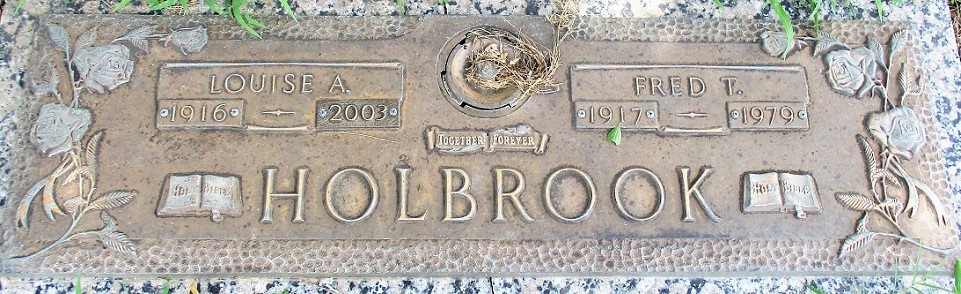 LOUISE A.
1916 2003
FRED T.
1917 1979
TOGETHER FOREVER
HOLY BIBLE
HOLBROOK
HOLY BIBLE